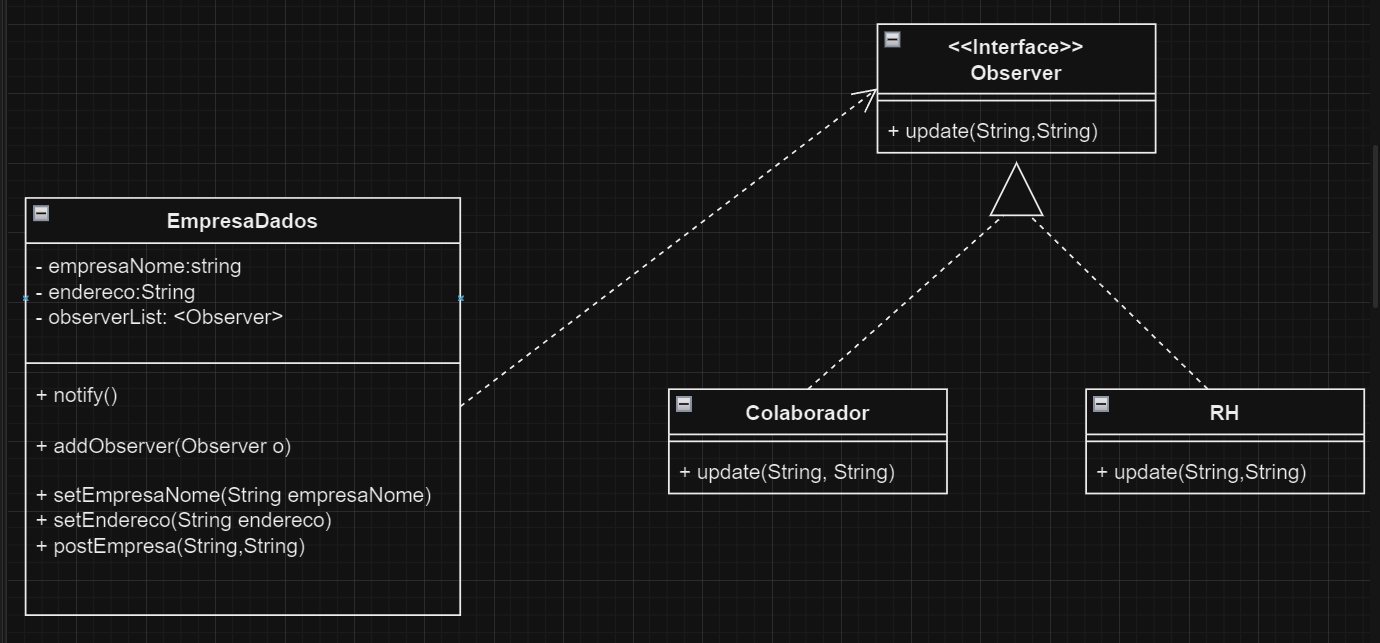 <<Interface>>
Observer
+ update(String,String)
EmpresaDados
- empresaNome:string
- endereco:String
- observerList: <Observer>
+ notify()
+ addObserver(Observer o)
+ setEmpresaNome(String empresaNome)
+ setEndereco(String endereco)
+ postEmpresa(String,String)
Colaborador
+ update(String, String)
RH
+ update(String,String)